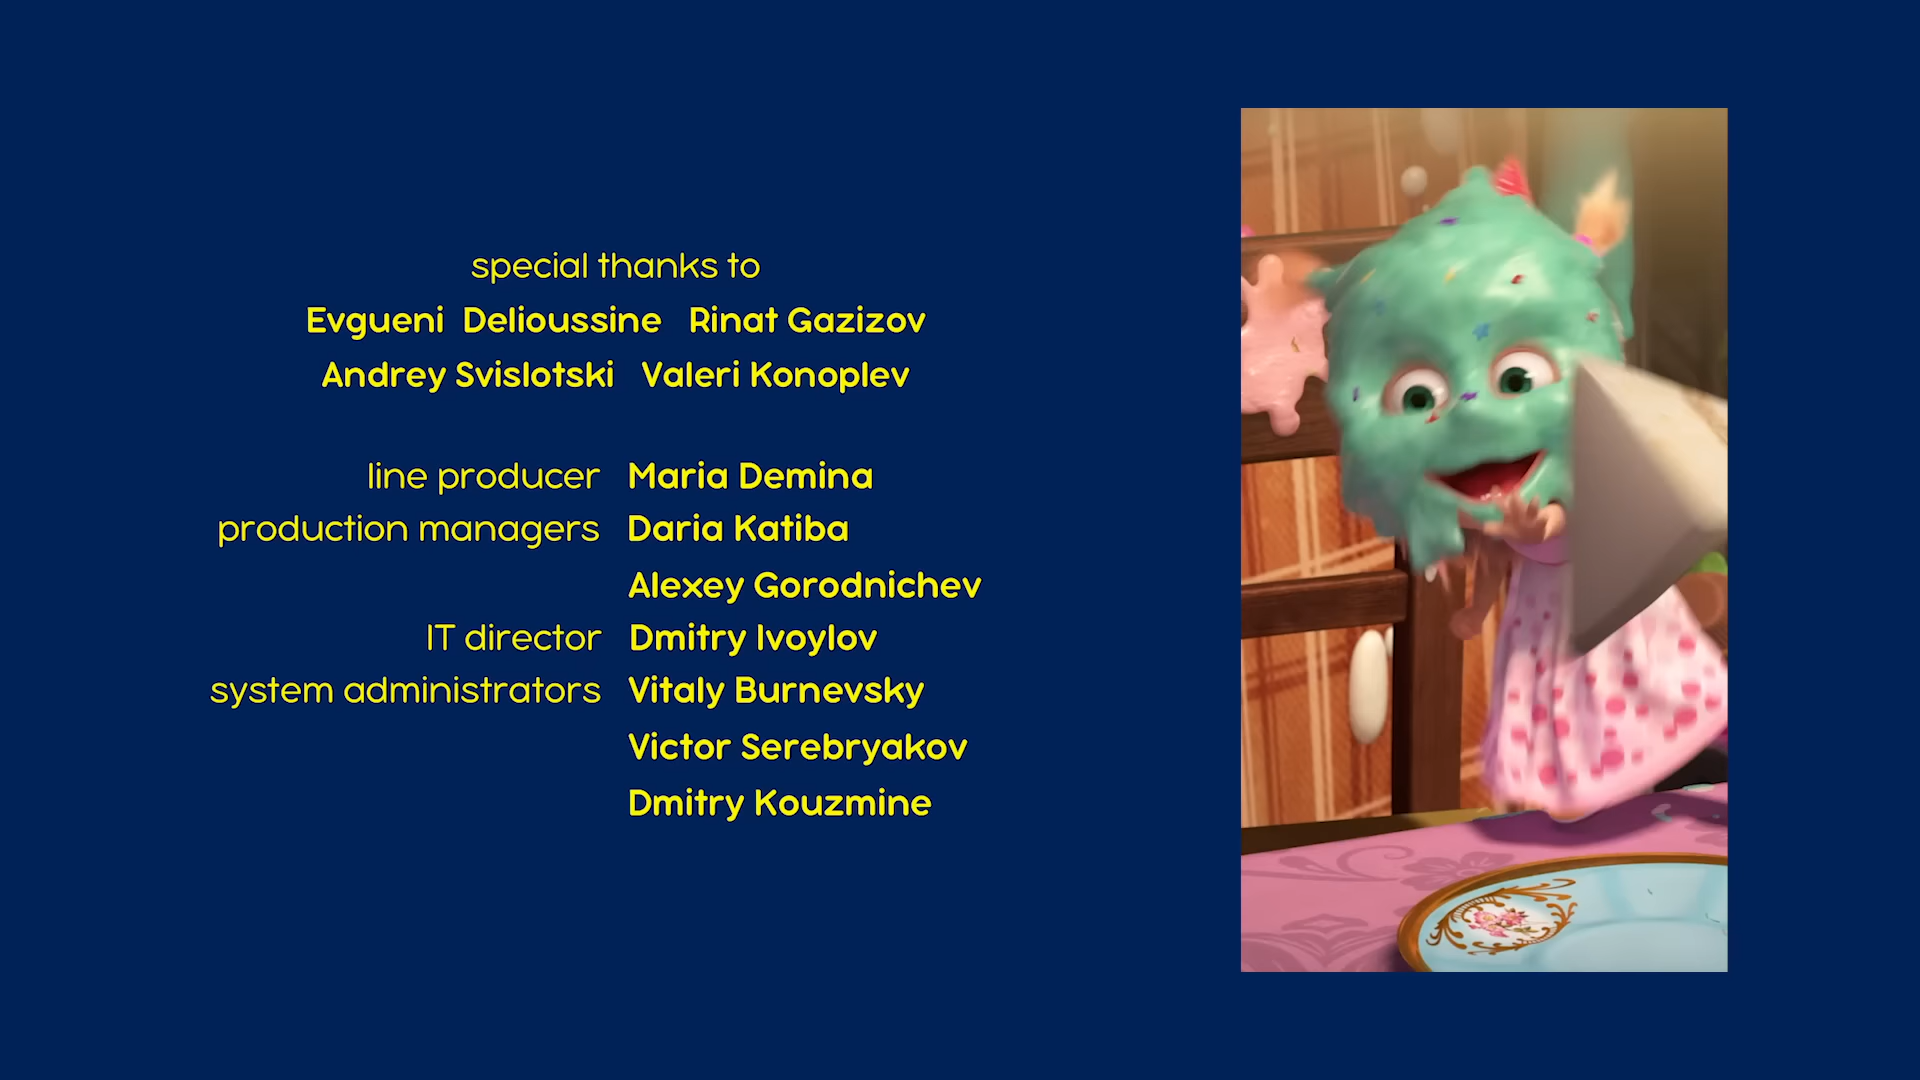 special thanks to
Evgueni Delioussine Rinat Gazizov
Andrey Svislotski Valeri Konoplev
line producer Maria Demina
production managers Daria Katiba
Alexey Gorodnichev
IT director Dmitry Ivoylov
system administrators Vitaly Burnevsky
Victor Serebryakov
Dmitry Kouzmine